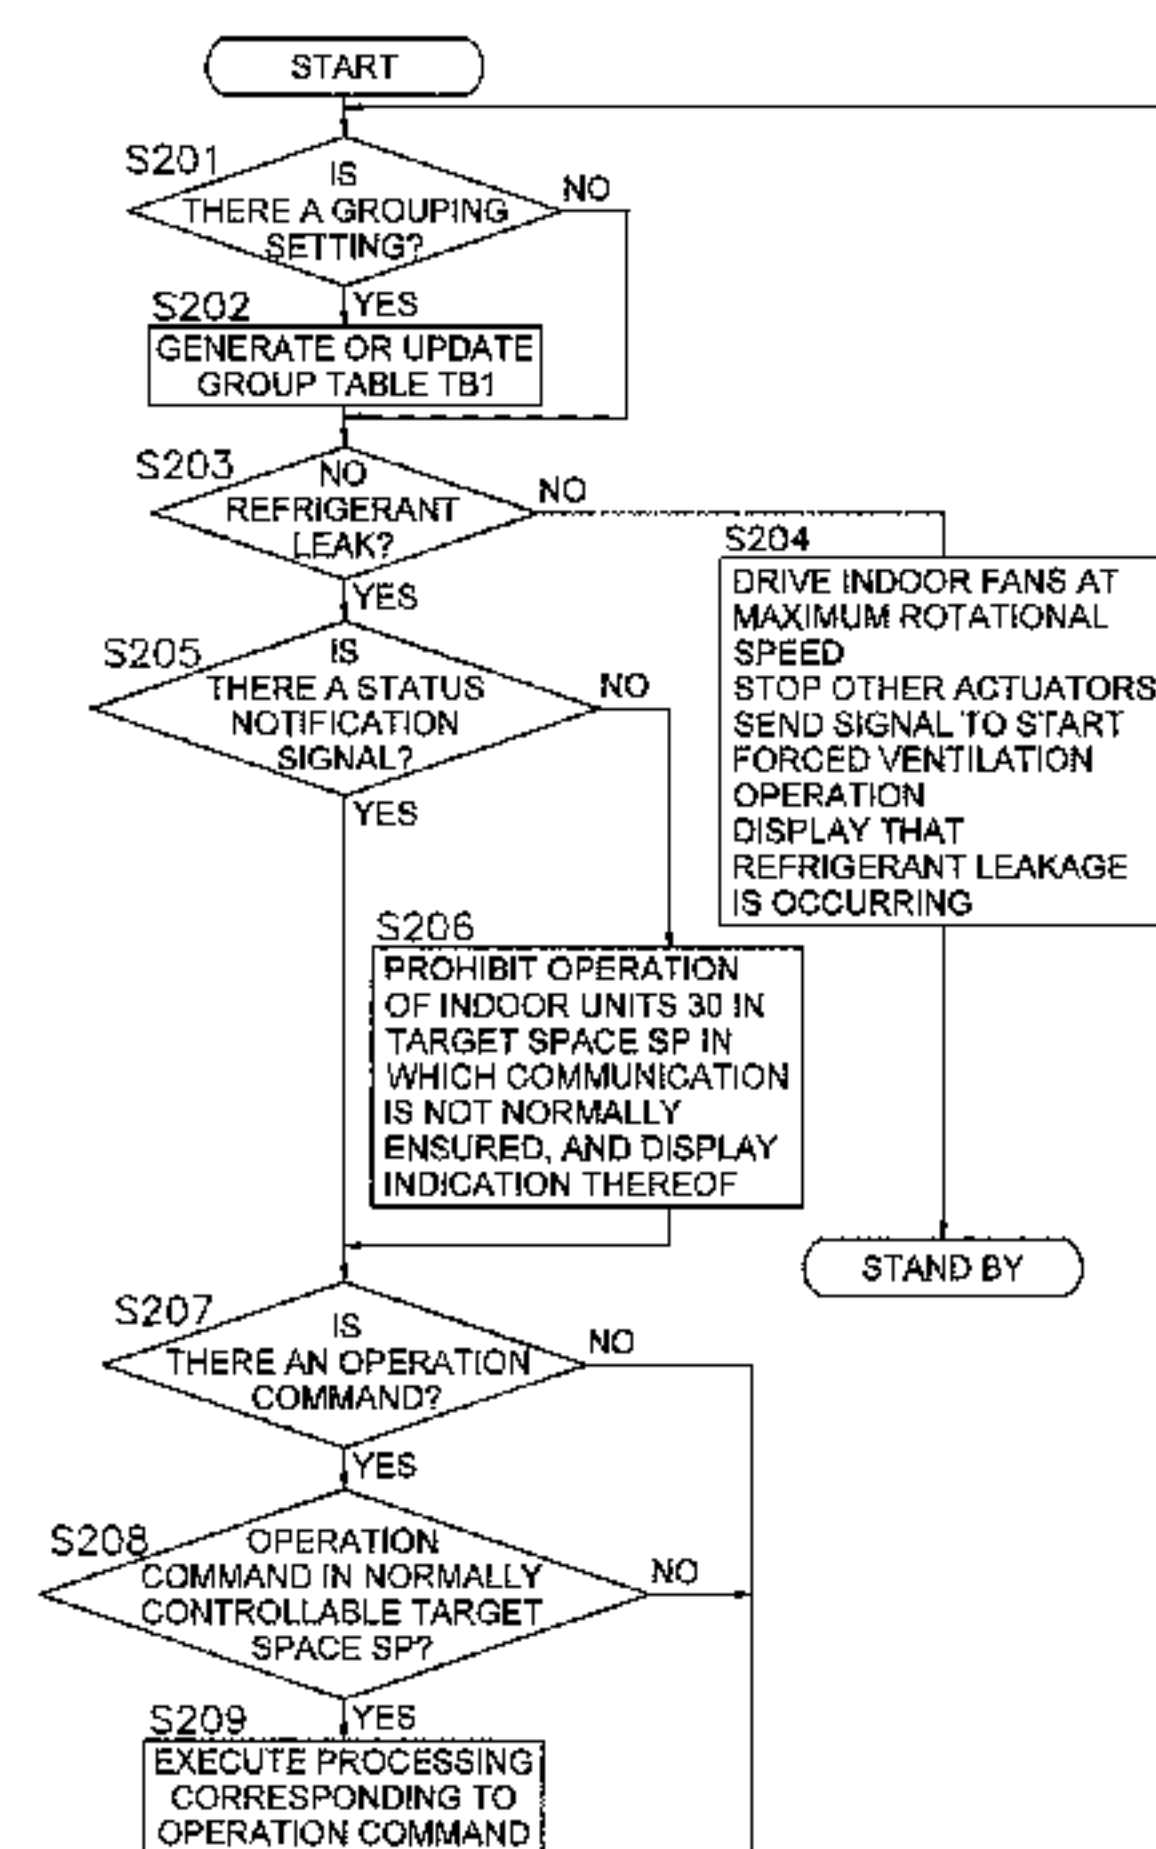 START
S201
IS
THERE A GROUPING
SETTING?
NO
YES
S202
GENERATE OR UPDATE
GROUP TABLE TB1
S203
NO
REFRIGERANT
LEAK?
NO
YES
S204
DRIVE INDOOR FANS AT
MAXIMUM ROTATIONAL
SPEED
STOP OTHER ACTUATORS
SEND SIGNAL TO START
FORCED VENTILATION
OPERATION
DISPLAY THAT
REFRIGERANT LEAKAGE
IS OCCURRING
S205
IS
THERE A STATUS
NOTIFICATION
SIGNAL?
NO
YES
S206
PROHIBIT OPERATION
OF INDOOR UNITS 30 IN
TARGET SPACE SP IN
WHICH COMMUNICATION
IS NOT NORMALLY
ENSURED, AND DISPLAY
INDICATION THEREOF
STAND BY
S207
IS
THERE AN OPERATION
COMMAND?
NO
YES
S208
OPERATION
COMMAND IN NORMALLY
CONTROLLABLE TARGET
SPACE SP?
NO
YES
S209
EXECUTE PROCESSING
CORRESPONDING TO
OPERATION COMMAND